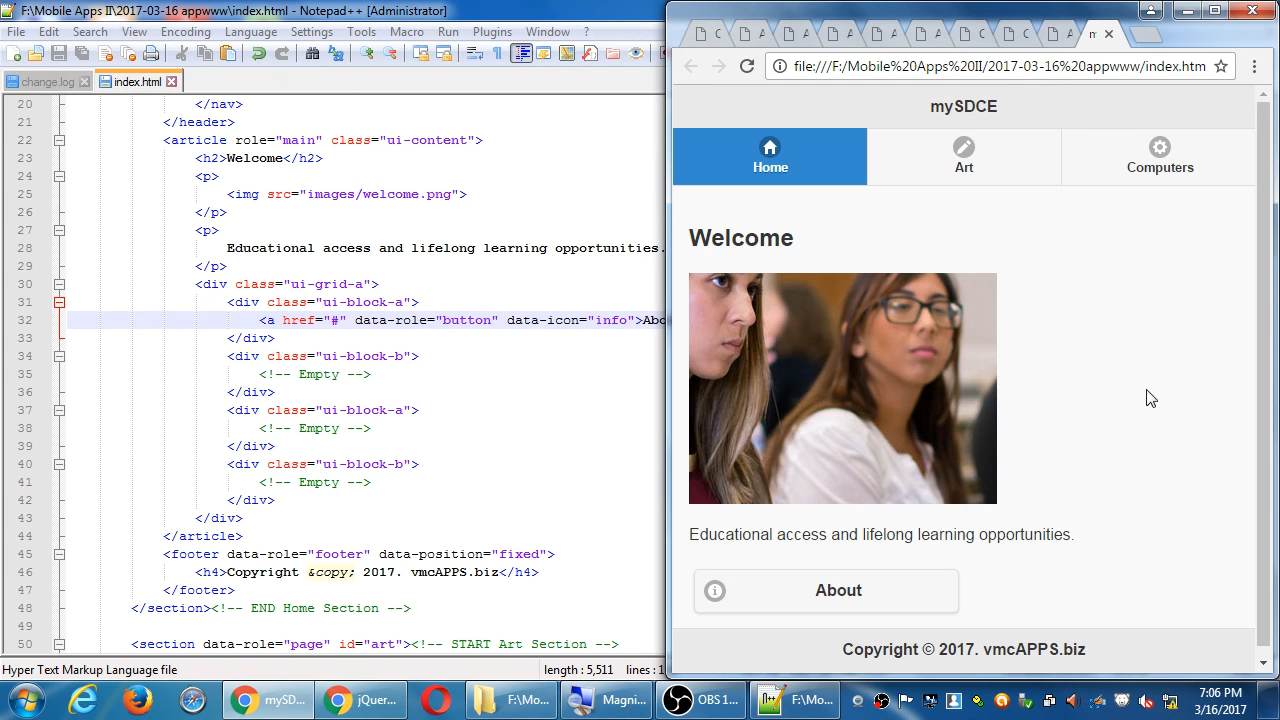 F:\Mobile Apps II\2017-03-16 appwww\index.html - Notepad++ [Administrator]
File Edit Search View Encoding Language Settings Tools Macro Run Plugins Window ?
change.log index.html
20 </nav>
21 </header>
22 <article role="main" class="ui-content">
23 <h2>Welcome</h2>
24 <p>
25 <img src="images/welcome.png">
26 </p>
27 <p>
28 Educational access and lifelong learning opportunities.
29 </p>
30 <div class="ui-grid-a">
31 <div class="ui-block-a">
32 <a href="#" data-role="button" data-icon="info">Abo
33 </div>
34 <div class="ui-block-b">
35 <!-- Empty -->
36 </div>
37 <div class="ui-block-a">
38 <!-- Empty -->
39 </div>
40 <div class="ui-block-b">
41 <!-- Empty -->
42 </div>
43 </div>
44 </article>
45 <footer data-role="footer" data-position="fixed">
46 <h4>Copyright &copy; 2017. vmcAPPS.biz</h4>
47 </footer>
48 </section><!-- END Home Section -->
49
50 <section data-role="page" id="art"><!-- START Art Section -->
Hyper Text Markup Language file length : 5,511 lines : 1
file:///F:/Mobile%20Apps%20II/2017-03-16%20appwww/index.htm
mySDCE
Home Art Computers
Welcome
Educational access and lifelong learning opportunities.
About
Copyright © 2017. vmcAPPS.biz
mySD... jQuer... F:\Mo... Magni... OBS 1... F:\Mo...
7:06 PM
3/16/2017